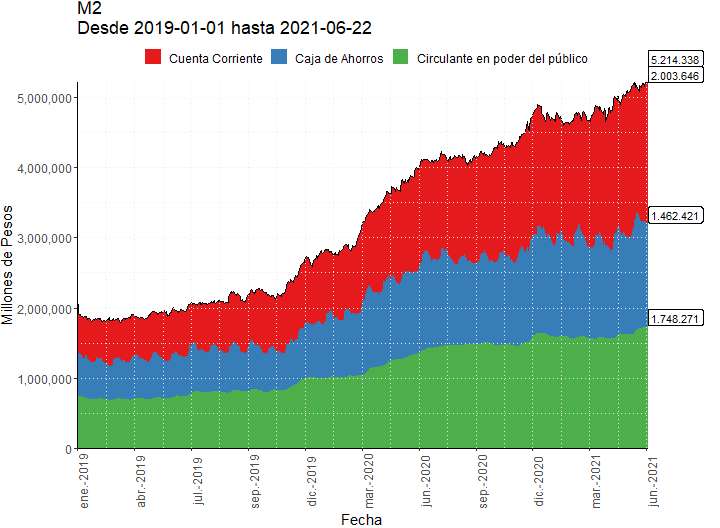 M2
Desde 2019-01-01 hasta 2021-06-22
Cuenta Corriente Caja de Ahorros Circulante en poder del público
5.214.338
2.003.646
1.462.421
1.748.271
Millones de Pesos
5,000,000
4,000,000
3,000,000
2,000,000
1,000,000
0
ene.-2019
abr.-2019
jul.-2019
sep.-2019
dic.-2019
mar.-2020
jun.-2020
sep.-2020
dic.-2020
mar.-2021
jun.-2021
Fecha